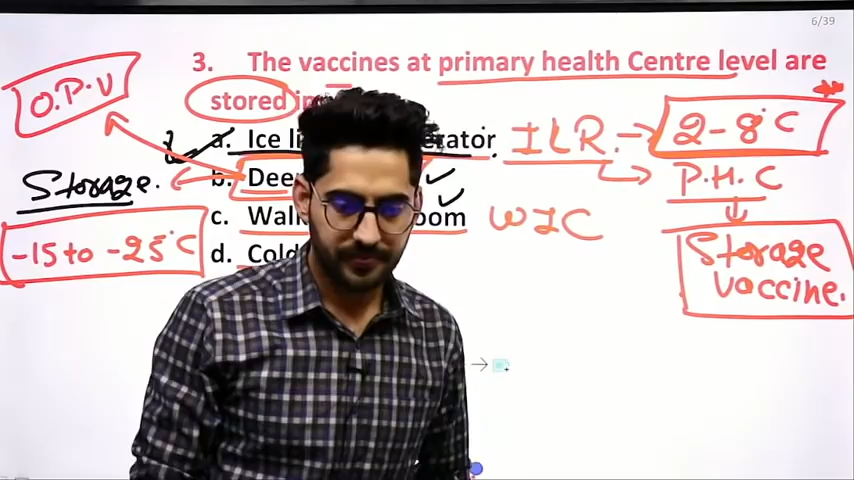 6/39
3. The vaccines at primary health Centre level are
stored in
a. Ice li erator
b. Dee
c. Walk oom
d. Cold
O.P.V
Storage.
-15 to -25°C
ILR. → 2-8°C
P.H.C
Storage
vaccine.
WIC